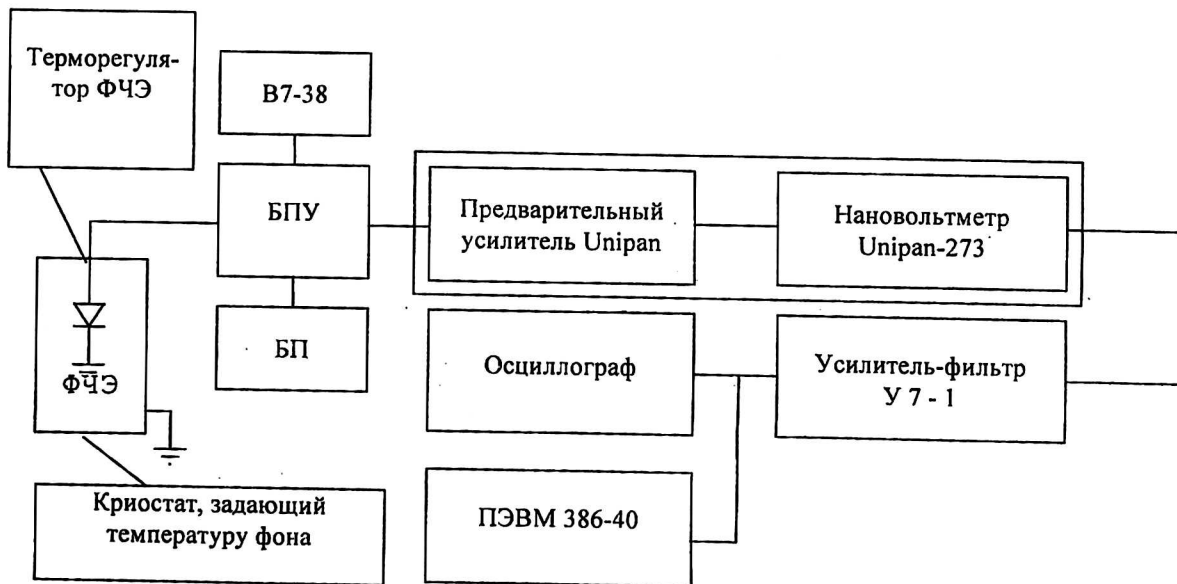 Терморегуля-
тор ФЧЭ
В7-38
БПУ
Предварительный
усилитель Unipan
Нановольтметр
Unipan-273
ФЧЭ
БП
Осциллограф
Усилитель-фильтр
У 7 - 1
Криостат, задающий
температуру фона
ПЭВМ 386-40